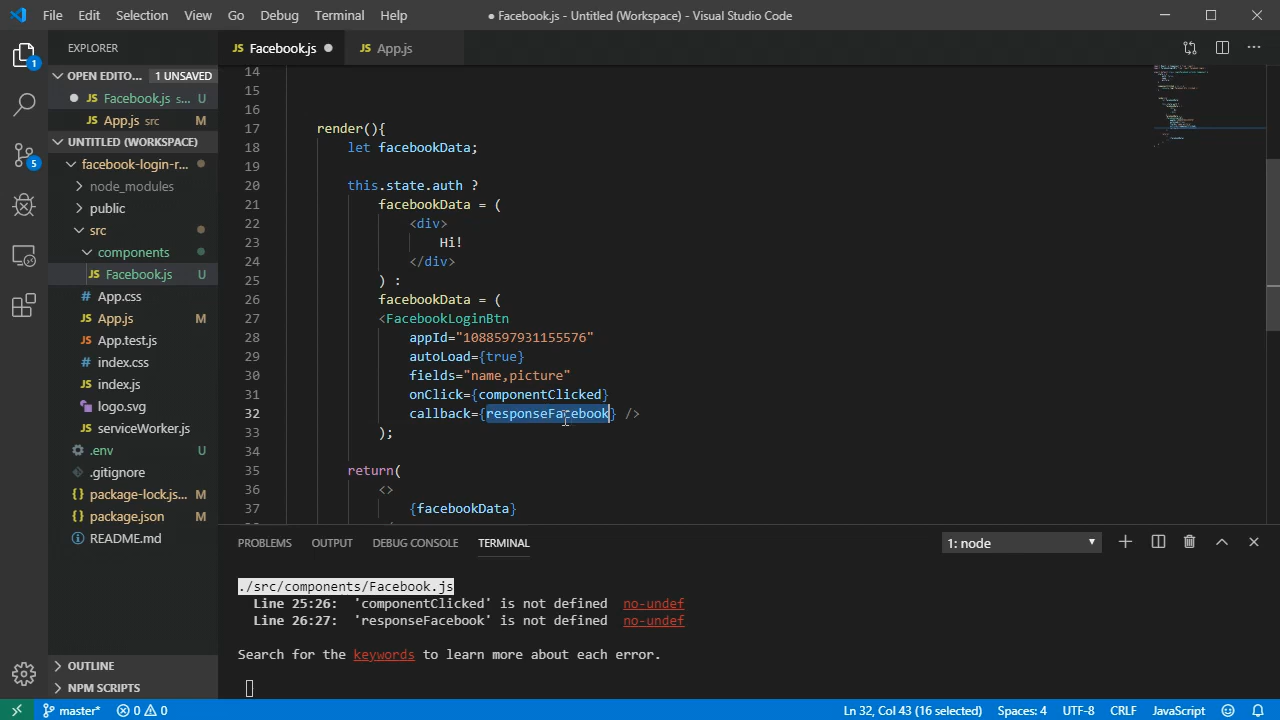 File Edit Selection View Go Debug Terminal Help
● Facebook.js - Untitled (Workspace) - Visual Studio Code
EXPLORER
OPEN EDITO... 1 UNSAVED
Facebook.js s... U
App.js src M
UNTITLED (WORKSPACE)
facebook-login-r...
node_modules
public
src
components
Facebook.js U
App.css
App.js M
App.test.js
index.css
index.js
logo.svg
serviceWorker.js
.env U
.gitignore
package-lock.js... M
package.json M
README.md
OUTLINE
NPM SCRIPTS
1
5
JS Facebook.js ●
JS App.js
14
15
16
17 render(){
18 let facebookData;
19
20 this.state.auth ?
21 facebookData = (
22 <div>
23 Hi!
24 </div>
25 ) :
26 facebookData = (
27 <FacebookLoginBtn
28 appId="1088597931155576"
29 autoLoad={true}
30 fields="name,picture"
31 onClick={componentClicked}
32 callback={responseFacebook} />
33 );
34
35 return(
36 <>
37 {facebookData}
PROBLEMS OUTPUT DEBUG CONSOLE TERMINAL
1: node
./src/components/Facebook.js
Line 25:26: 'componentClicked' is not defined no-undef
Line 26:27: 'responseFacebook' is not defined no-undef
Search for the keywords to learn more about each error.
master* 0 0
Ln 32, Col 43 (16 selected) Spaces: 4 UTF-8 CRLF JavaScript